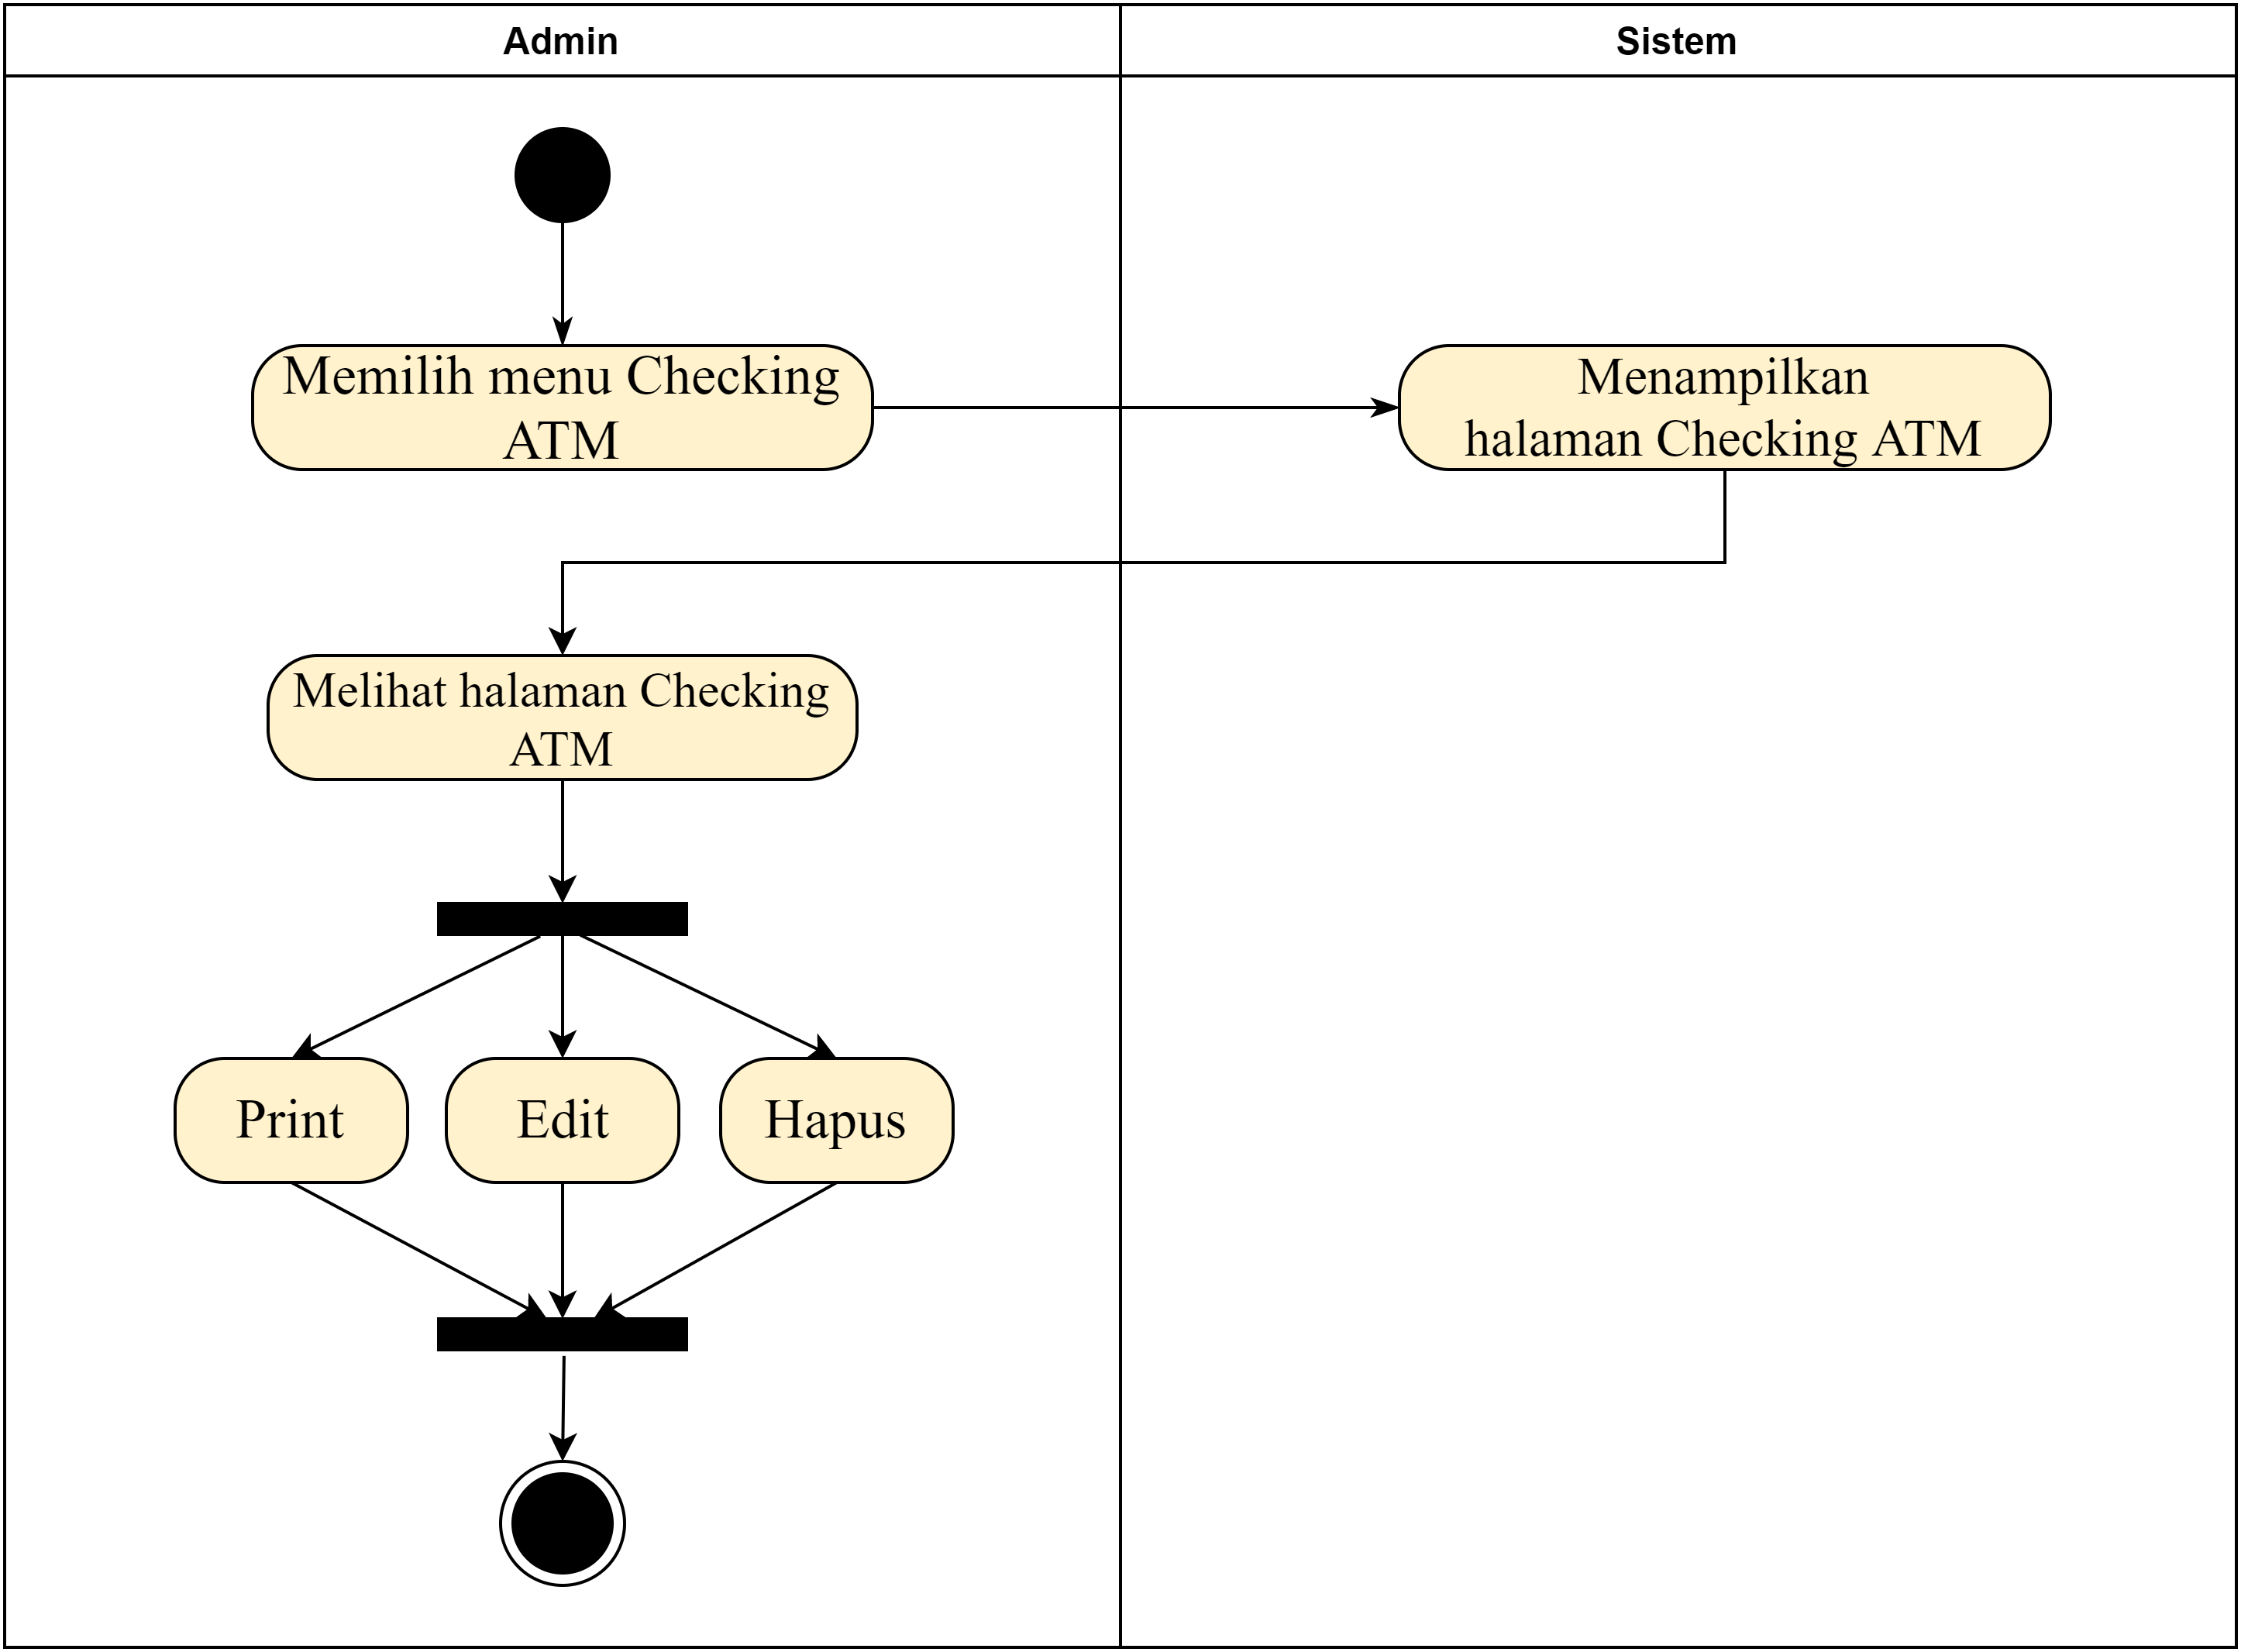 Admin
Sistem
Memilih menu Checking
ATM
Menampilkan
halaman Checking ATM
Melihat halaman Checking
ATM
Print
Edit
Hapus